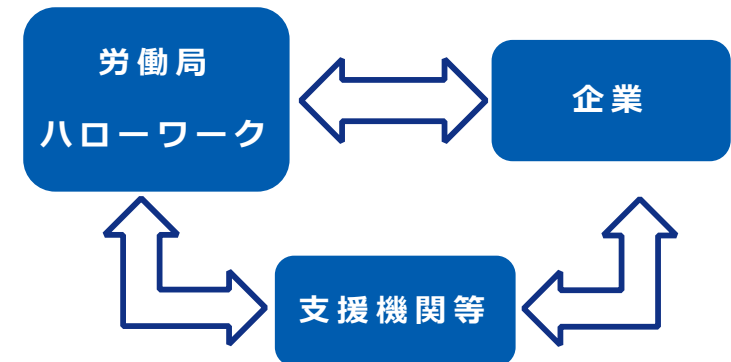 労働局
ハローワーク
企業
支援機関等